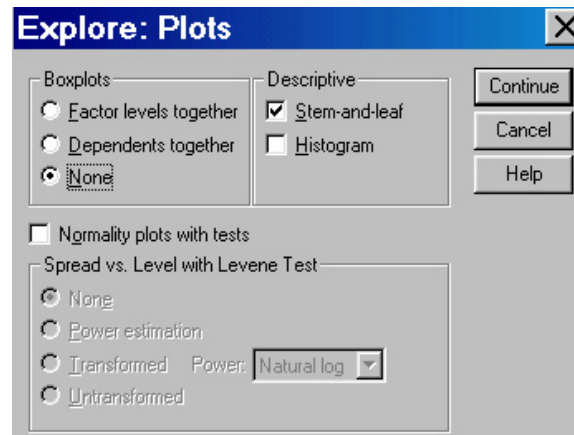 Explore: Plots
Boxplots
Factor levels together
Dependents together
None
Descriptive
Stem-and-leaf
Histogram
Continue
Cancel
Help
Normality plots with tests
Spread vs. Level with Levene Test
None
Power estimation
Transformed Power: Natural log
Untransformed